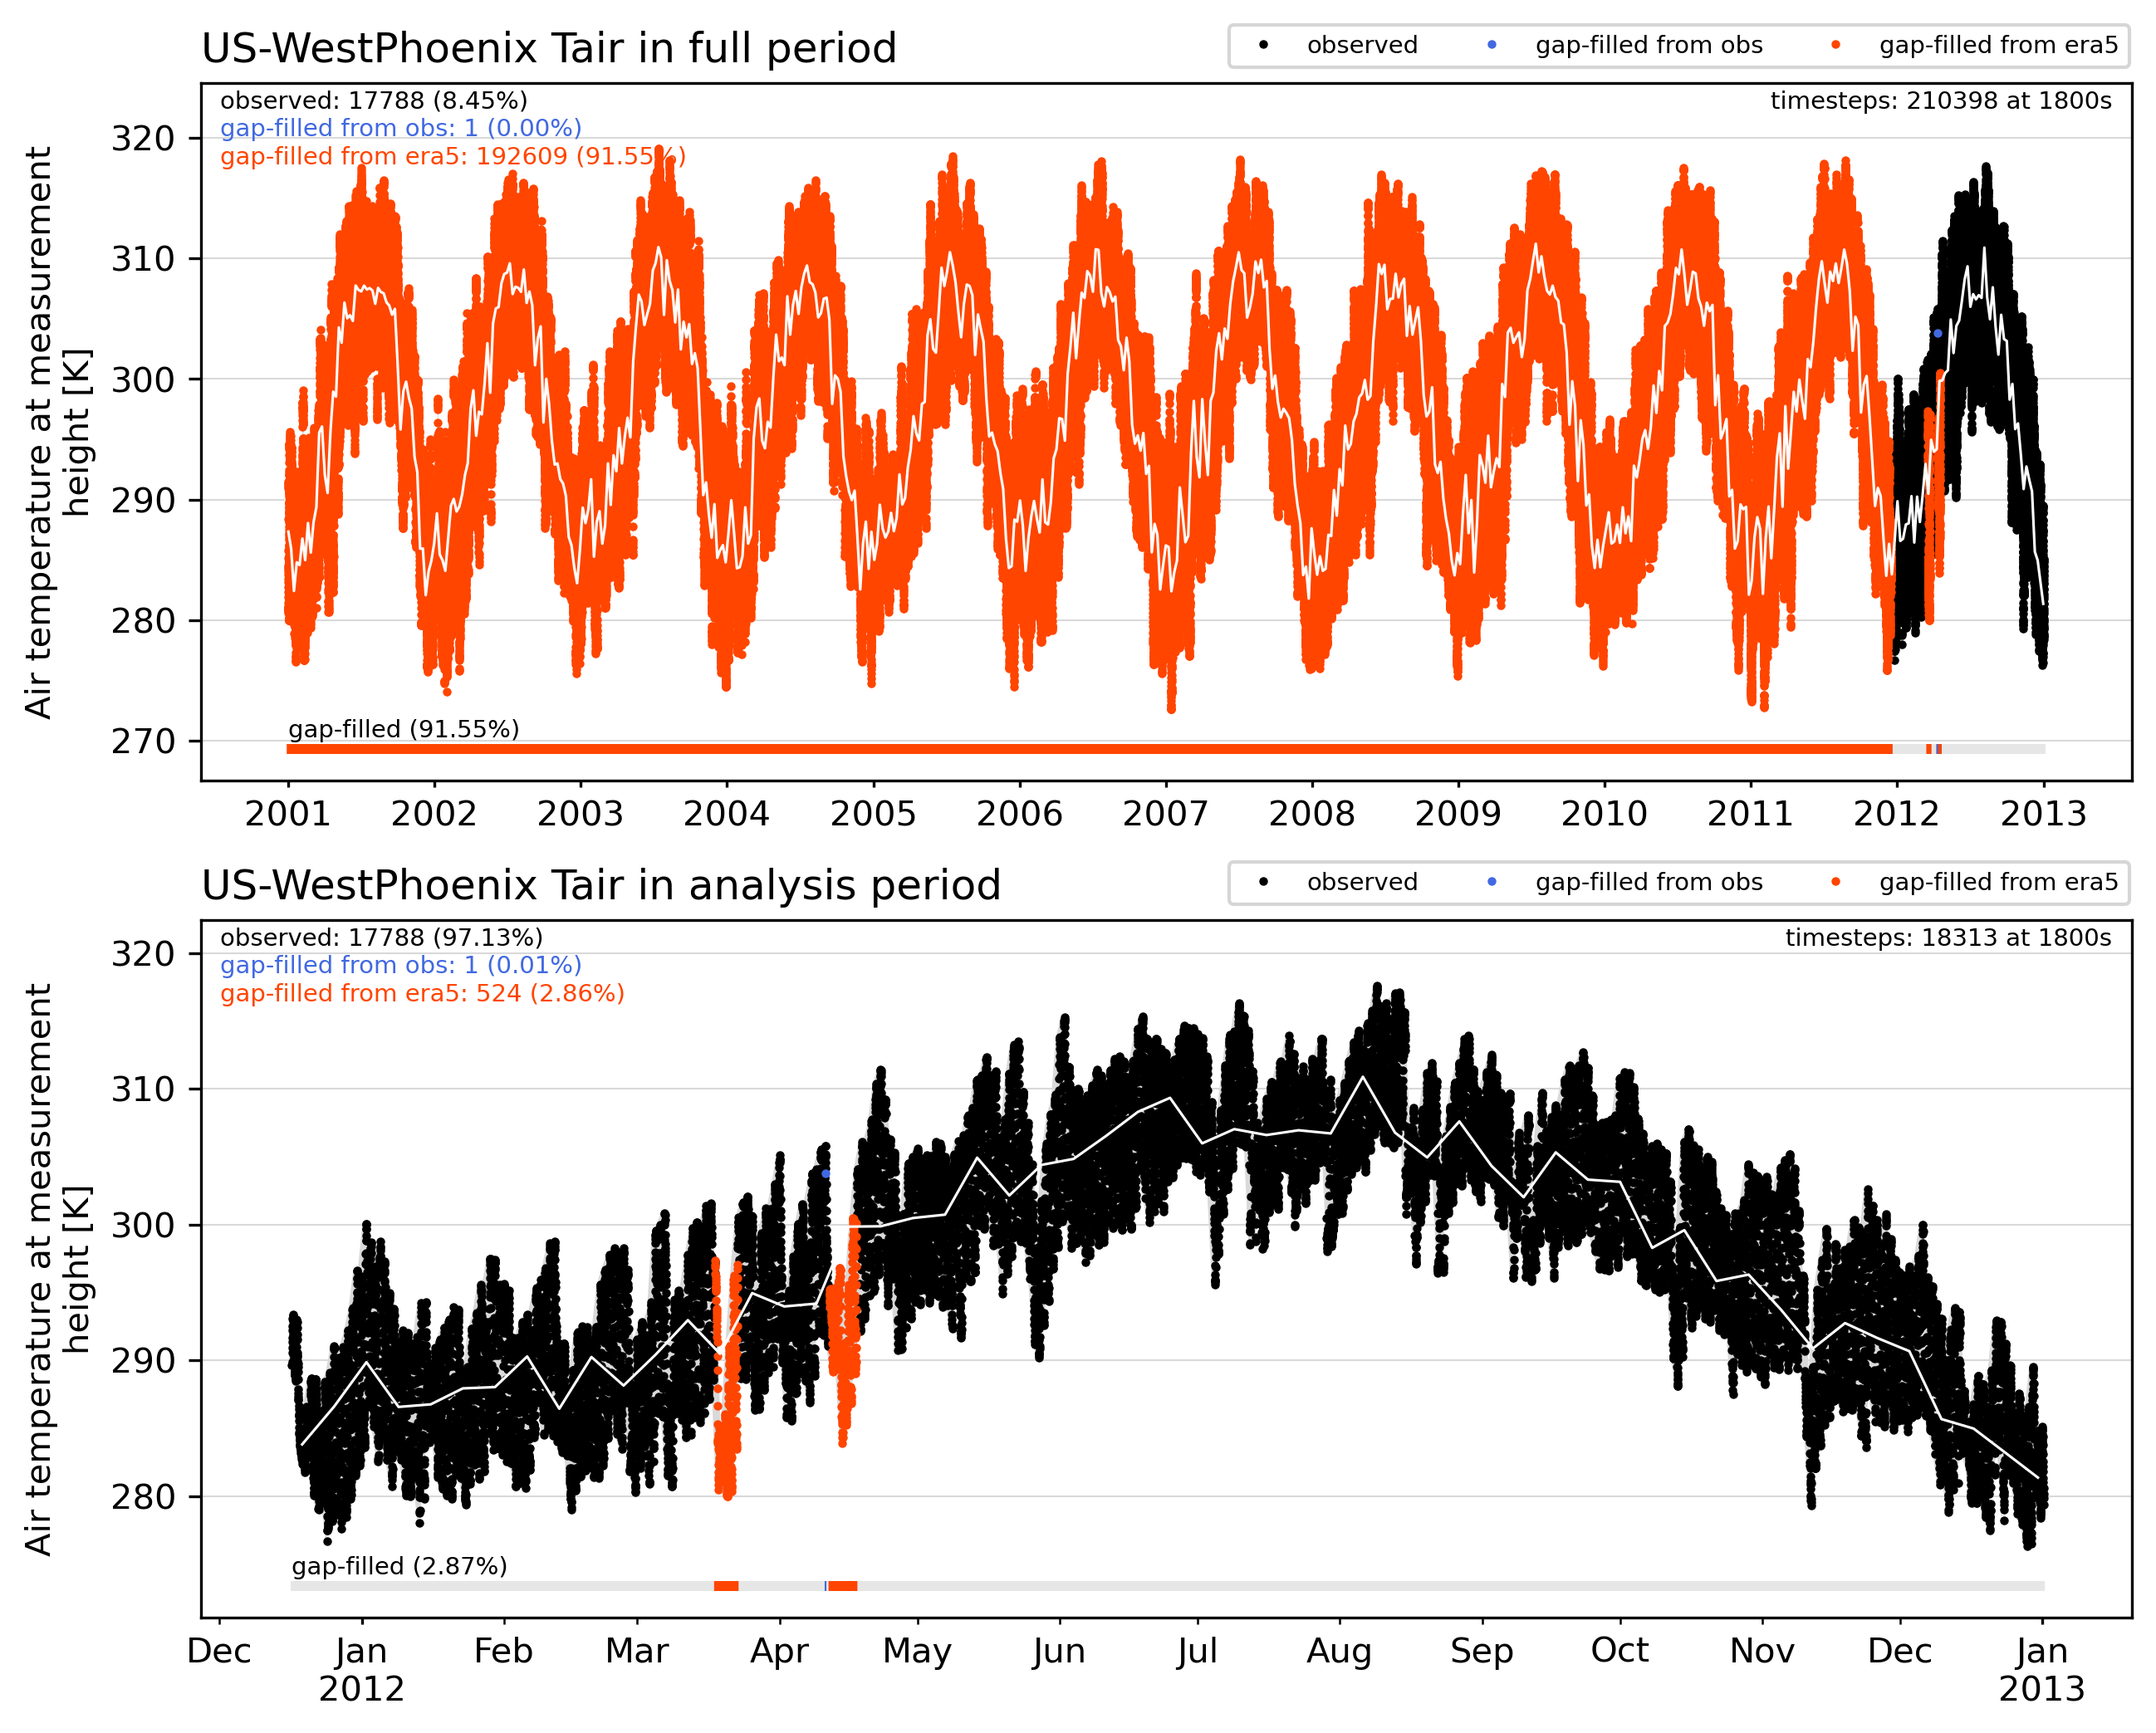 US-WestPhoenix Tair in full period
observed gap-filled from obs gap-filled from era5
observed: 17788 (8.45%)
timesteps: 210398 at 1800s
gap-filled from obs: 1 (0.00%)
gap-filled from era5: 192609 (91.55%)
320
310
300
290
280
270
Air temperature at measurement
height [K]
gap-filled (91.55%)
2001 2002 2003 2004 2005 2006 2007 2008 2009 2010 2011 2012 2013
US-WestPhoenix Tair in analysis period
observed gap-filled from obs gap-filled from era5
observed: 17788 (97.13%)
timesteps: 18313 at 1800s
gap-filled from obs: 1 (0.01%)
gap-filled from era5: 524 (2.86%)
320
310
300
290
280
Air temperature at measurement
height [K]
gap-filled (2.87%)
Dec Jan Feb Mar Apr May Jun Jul Aug Sep Oct Nov Dec Jan
2012 2013